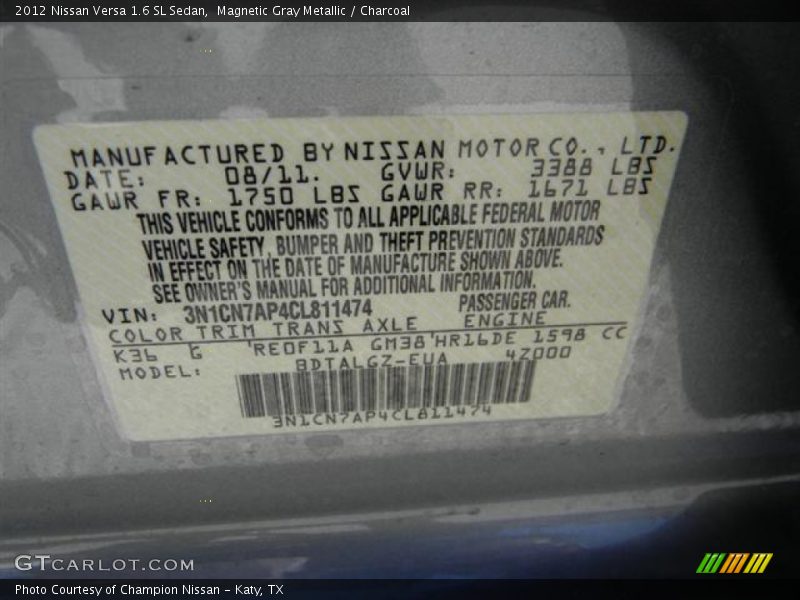 2012 Nissan Versa 1.6 SL Sedan, Magnetic Gray Metallic / Charcoal
MANUFACTURED BY NISSAN MOTOR CO., LTD.
DATE: 08/11. GVWR: 3388 LBS
GAWR FR: 1750 LBS GAWR RR: 1671 LBS
THIS VEHICLE CONFORMS TO ALL APPLICABLE FEDERAL MOTOR
VEHICLE SAFETY, BUMPER AND THEFT PREVENTION STANDARDS
IN EFFECT ON THE DATE OF MANUFACTURE SHOWN ABOVE.
SEE OWNER'S MANUAL FOR ADDITIONAL INFORMATION.
VIN: 3N1CN7AP4CL811474 PASSENGER CAR.
COLOR TRIM TRANS AXLE ENGINE
K36 G 'RE0F11A GM38'HR16DE 1598 CC
MODEL: BDTALGZ-EUA 4Z000
3N1CN7AP4CL811474
GTCARLOT.COM
Photo Courtesy of Champion Nissan - Katy, TX